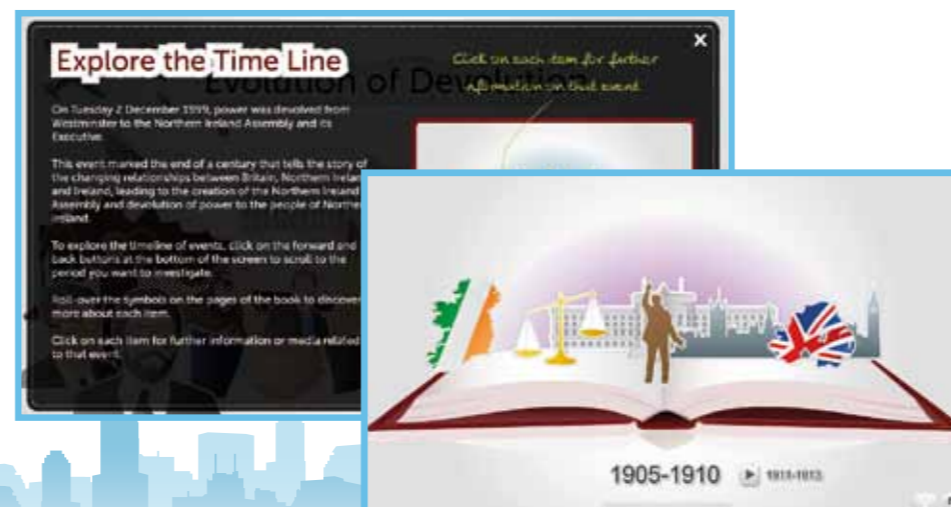 Explore the Time Line
Evolution of Devolution
Click on each item for further
information on that event
On Tuesday 2 December 1999, power was devolved from
Westminster to the Northern Ireland Assembly and its
Executive.
This event marked the end of a century that tells the story of
the changing relationships between Britain, Northern Irelan
and Ireland, leading to the creation of the Northern Ireland
Assembly and devolution of power to the people of Northe
Ireland.
To explore the timeline of events, click on the forward and
back buttons at the bottom of the screen to scroll to the
period you want to investigate.
Roll-over the symbols on the pages of the book to discover
more about each item.
Click on each item for further information or media related
to that event.
1905-1910
1911-1913